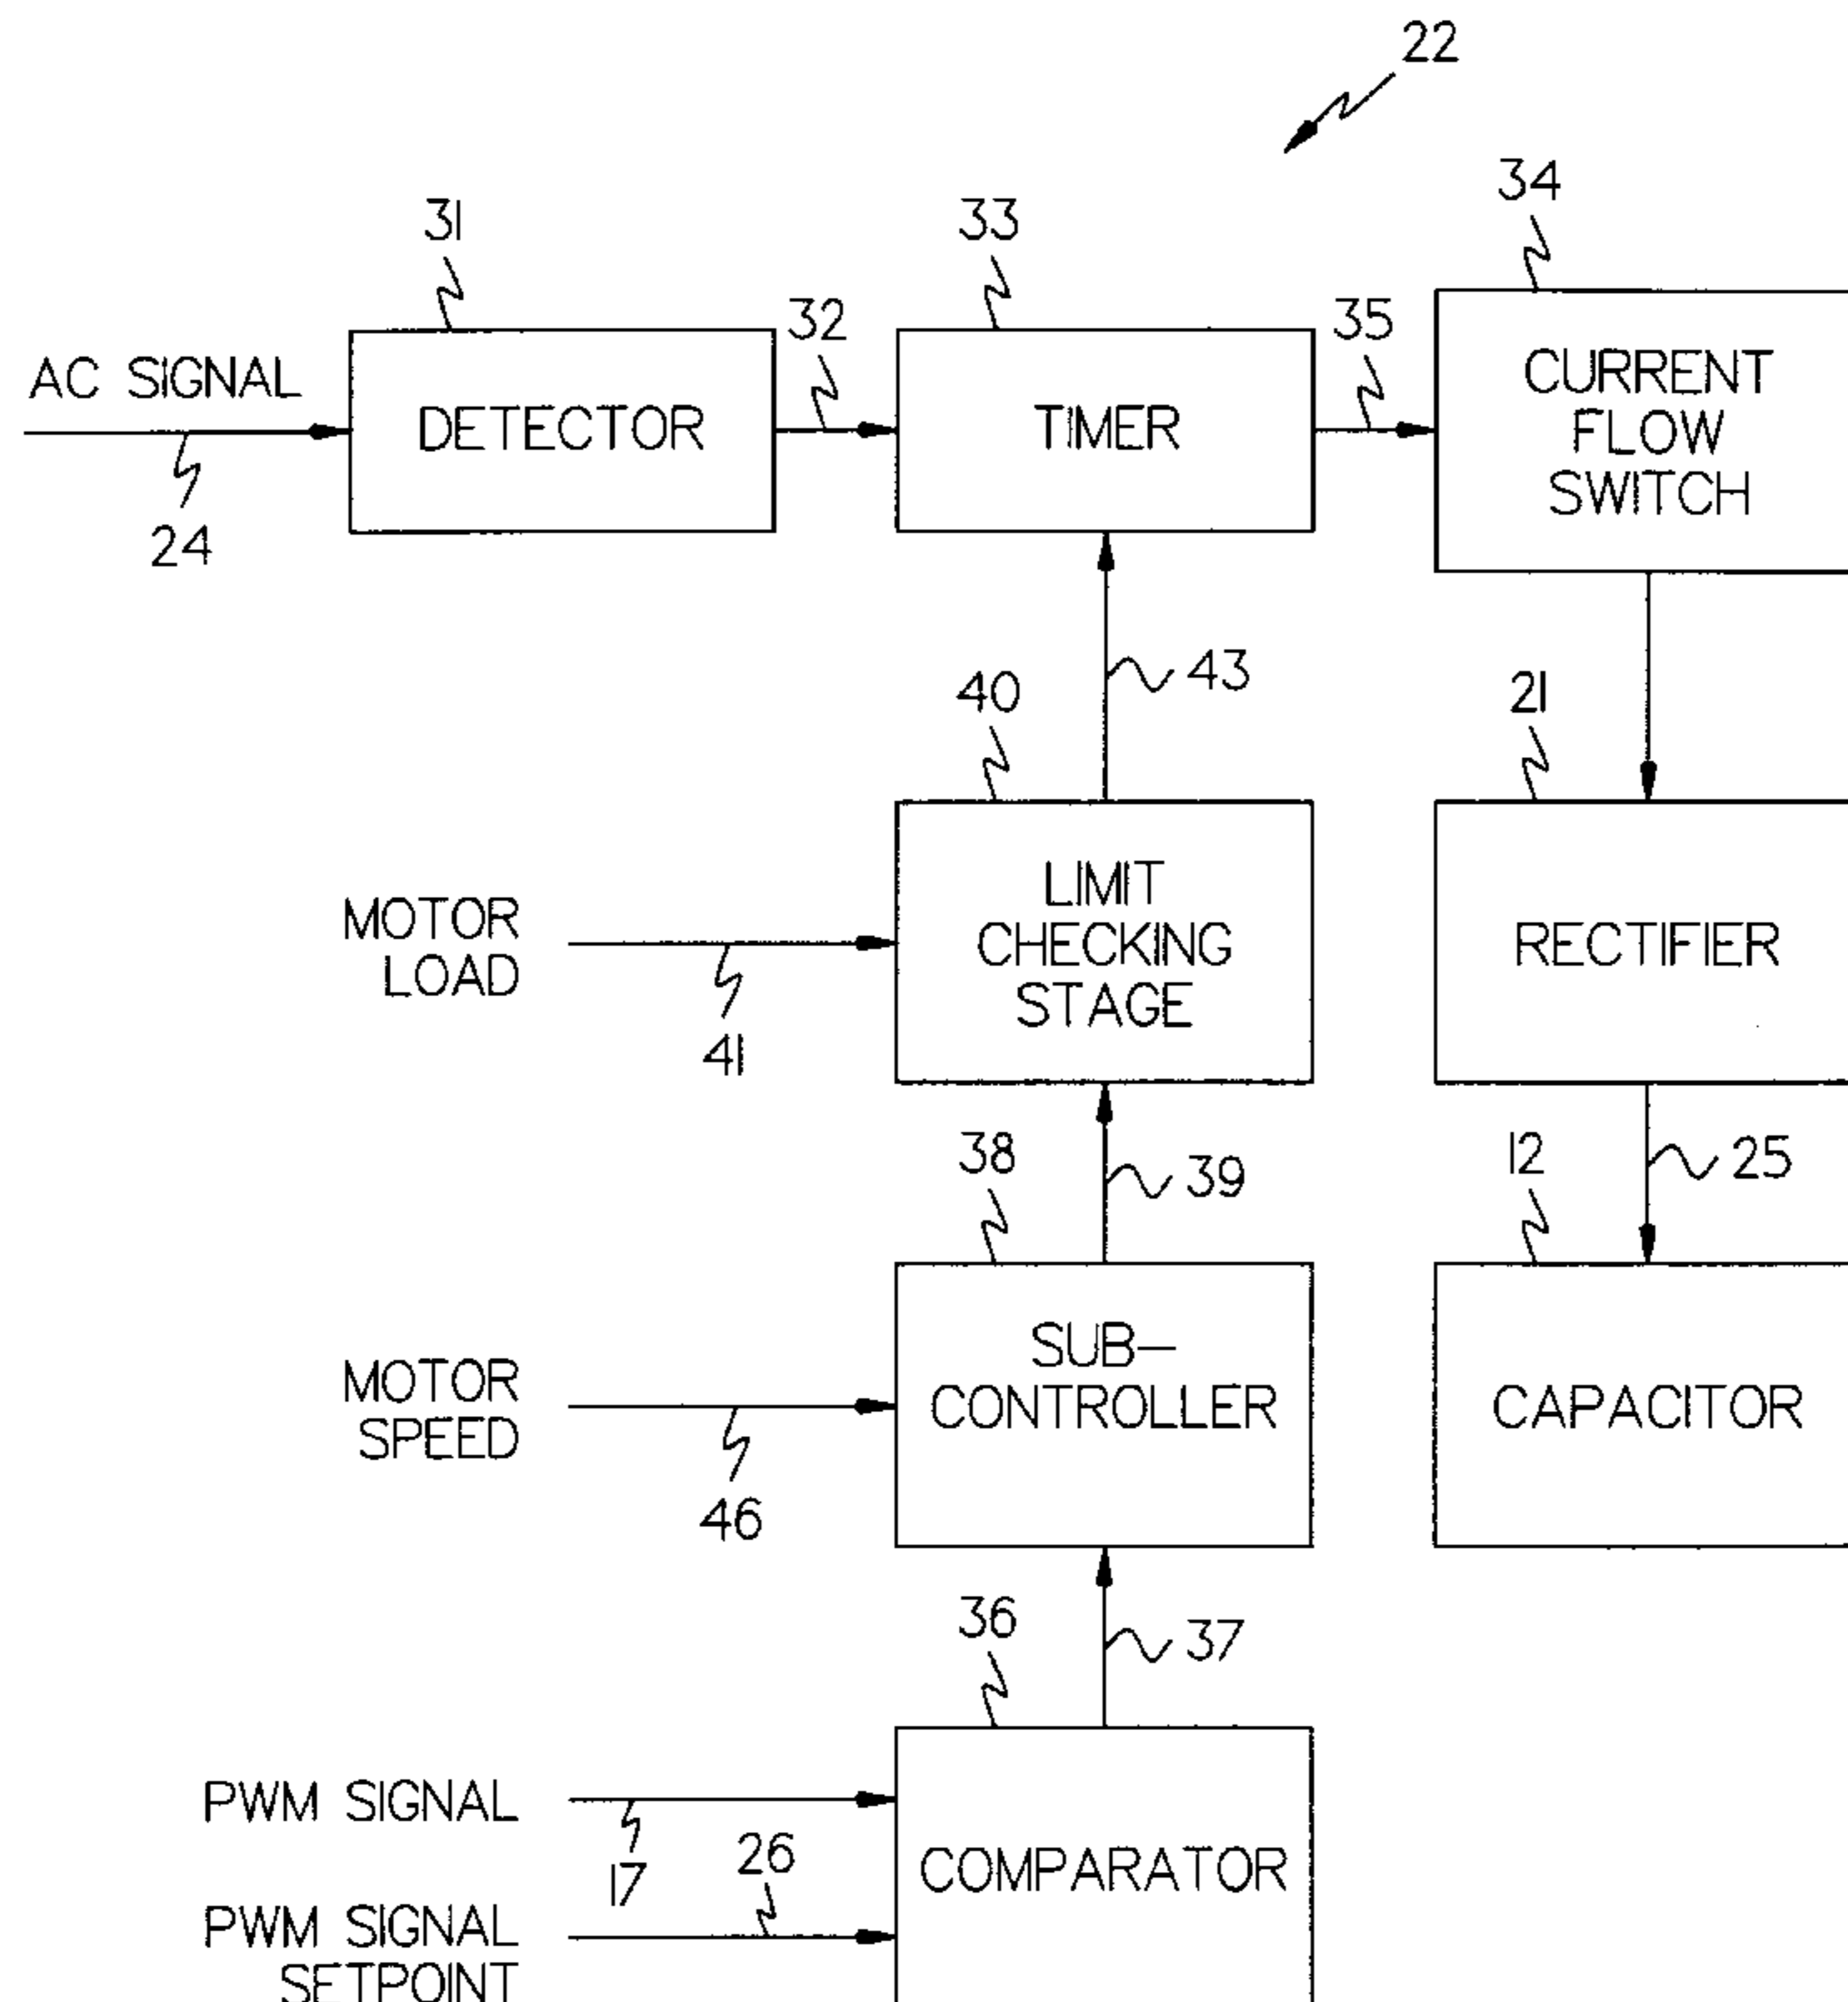 22
34
31
33
32
35
AC SIGNAL
DETECTOR
TIMER
CURRENT
FLOW
SWITCH
24
43
40
21
MOTOR
LOAD
LIMIT
CHECKING
STAGE
RECTIFIER
41
38
39
12
25
MOTOR
SPEED
SUB-
CONTROLLER
CAPACITOR
46
36
37
PWM SIGNAL
17
26
COMPARATOR
PWM SIGNAL
SETPOINT